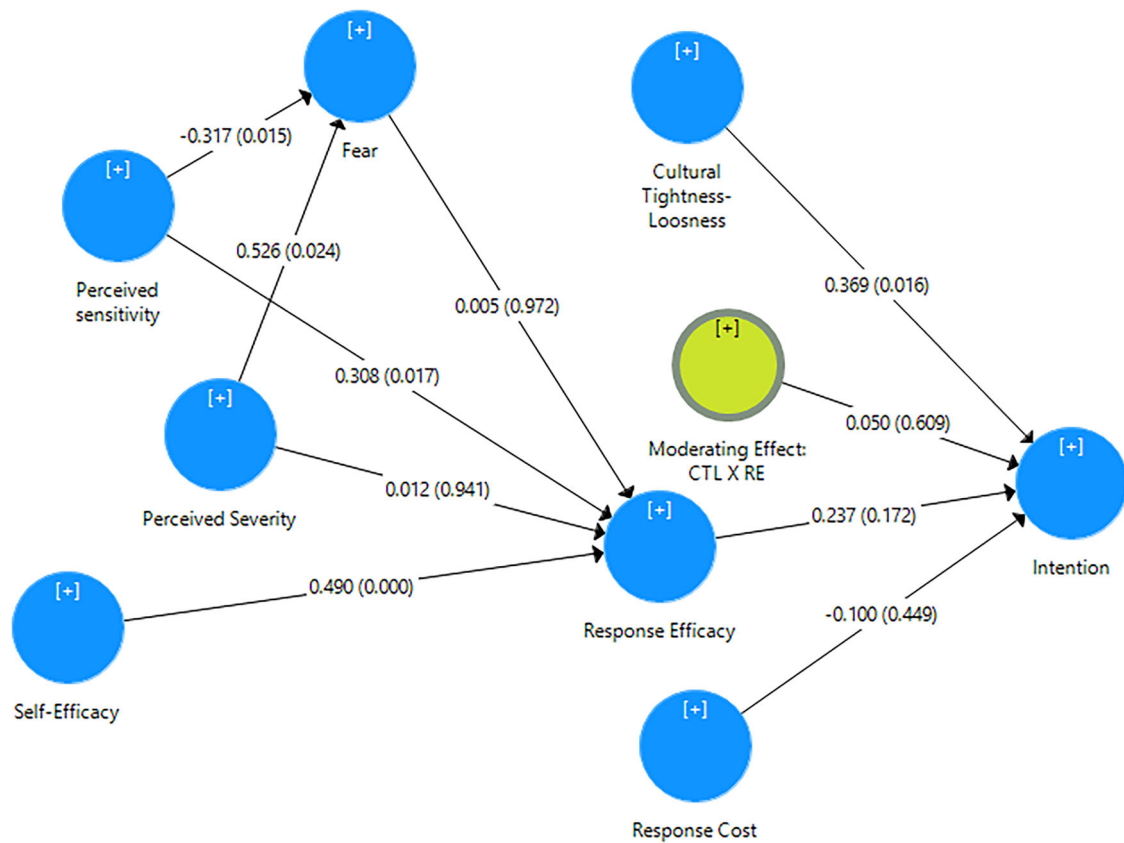 [+]
Fear
[+]
Cultural
Tightness-
Loosness
-0.317 (0.015)
[+]
Perceived
sensitivity
0.526 (0.024)
0.005 (0.972)
0.369 (0.016)
[+]
Moderating Effect:
CTL X RE
0.308 (0.017)
0.050 (0.609)
[+]
Perceived Severity
0.012 (0.941)
[+]
Intention
[+]
Response Efficacy
0.237 (0.172)
0.490 (0.000)
[+]
Self-Efficacy
-0.100 (0.449)
[+]
Response Cost